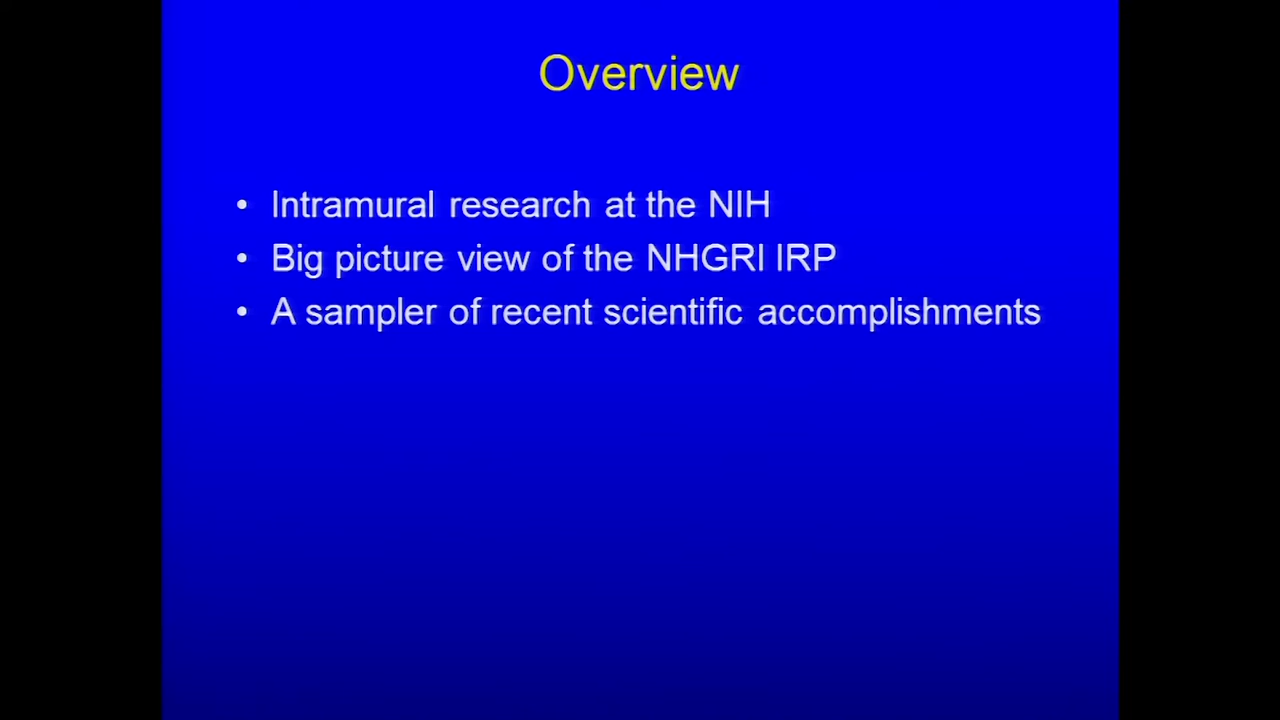 Overview
• Intramural research at the NIH
• Big picture view of the NHGRI IRP
• A sampler of recent scientific accomplishments